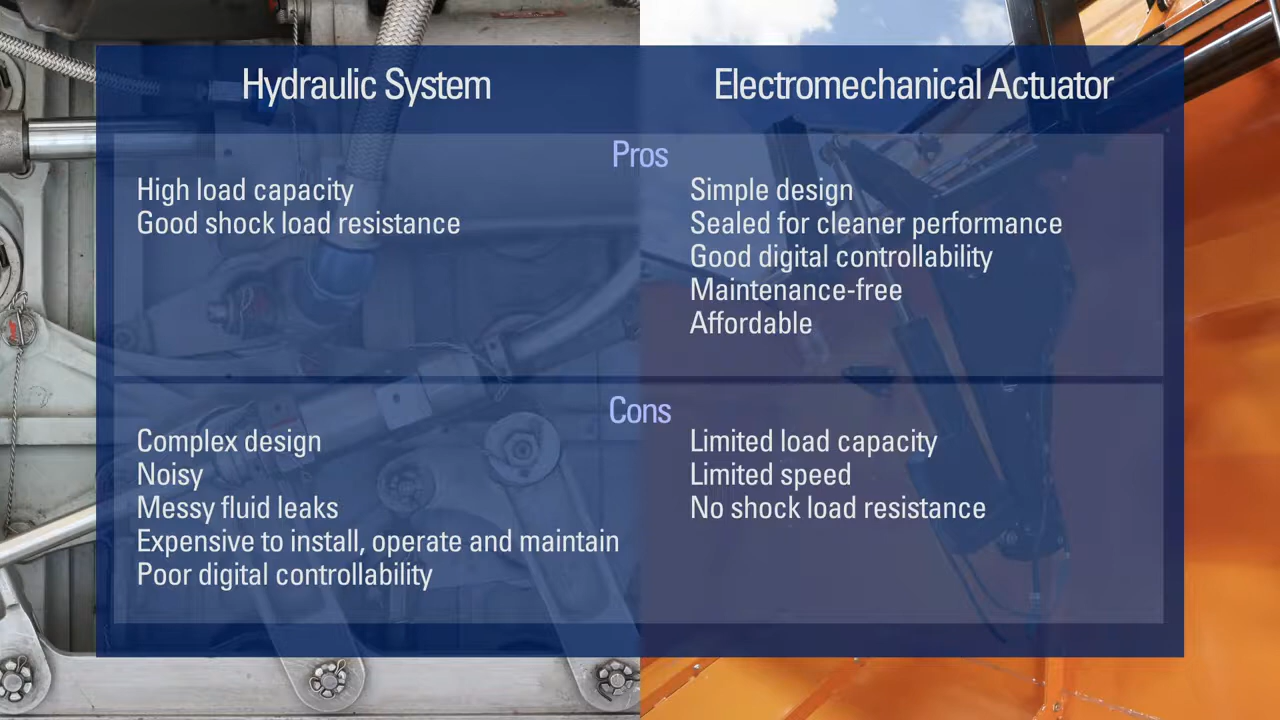 Hydraulic System
Electromechanical Actuator
Pros
High load capacity
Good shock load resistance
Simple design
Sealed for cleaner performance
Good digital controllability
Maintenance-free
Affordable
Cons
Complex design
Noisy
Messy fluid leaks
Expensive to install, operate and maintain
Poor digital controllability
Limited load capacity
Limited speed
No shock load resistance